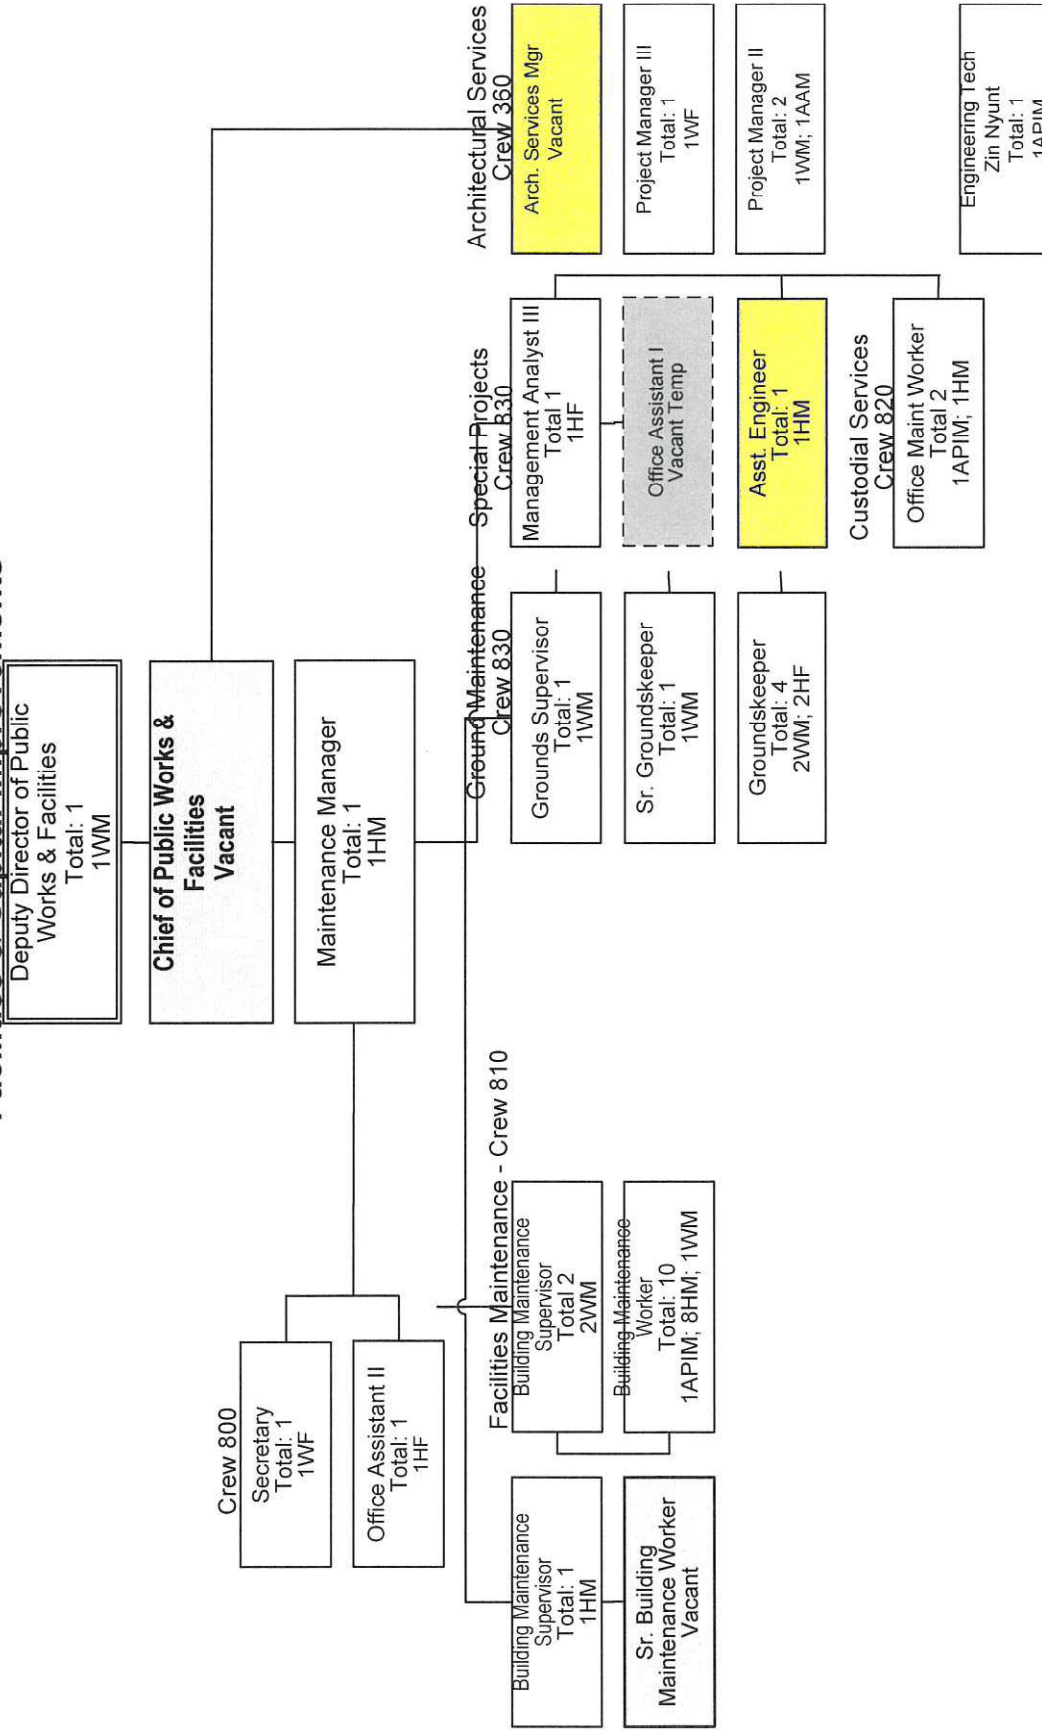 Deputy Director of Public
Works & Facilities
Total: 1
1WM
Chief of Public Works &
Facilities
Vacant
Maintenance Manager
Total: 1
1HM
Crew 800
Secretary
Total: 1
1WF
Office Assistant II
Total: 1
1HF
Facilities Maintenance - Crew 810
Building Maintenance
Supervisor
Total: 1
1HM
Sr. Building
Maintenance Worker
Vacant
Building Maintenance
Supervisor
Total 2
2WM
Building Maintenance
Worker
Total: 10
1APIM; 8HM; 1WM
Ground Maintenance
Crew 830
Grounds Supervisor
Total: 1
1WM
Sr. Groundskeeper
Total: 1
1WM
Groundskeeper
Total: 4
2WM; 2HF
Special Projects
Crew 830
Management Analyst III
Total 1
1HF
Office Assistant I
Vacant Temp
Asst. Engineer
Total: 1
1HM
Custodial Services
Crew 820
Office Maint Worker
Total 2
1APIM; 1HM
Architectural Services
Crew 360
Arch. Services Mgr
Vacant
Project Manager III
Total: 1
1WF
Project Manager II
Total: 2
1WM; 1AAM
Engineering Tech
Zin Nyunt
Total: 1
1APIM